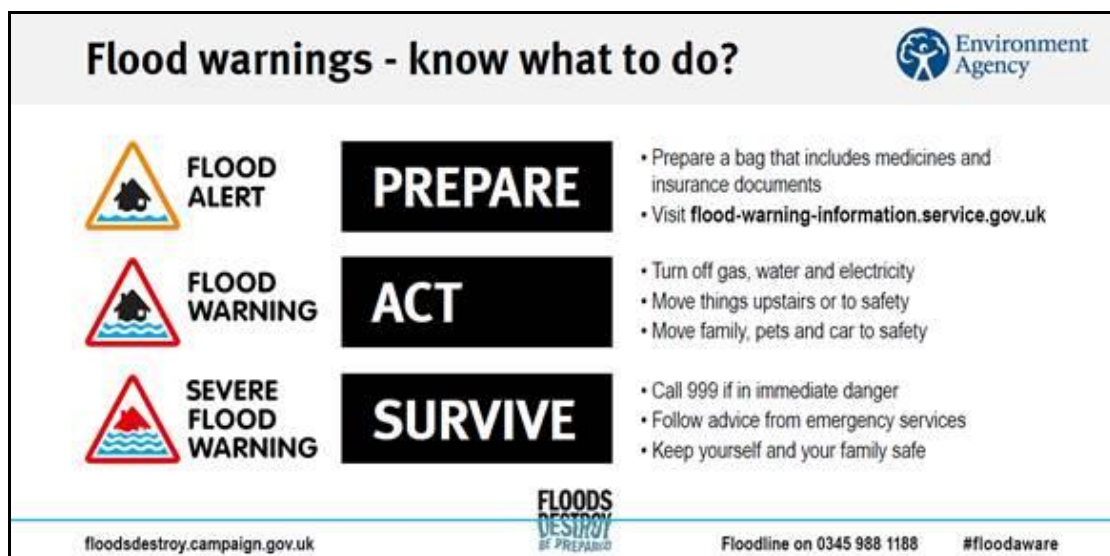 Flood warnings - know what to do?
Environment
Agency
FLOOD
ALERT
PREPARE
• Prepare a bag that includes medicines and
insurance documents
• Visit flood-warning-information.service.gov.uk
FLOOD
WARNING
ACT
• Turn off gas, water and electricity
• Move things upstairs or to safety
• Move family, pets and car to safety
SEVERE
FLOOD
WARNING
SURVIVE
• Call 999 if in immediate danger
• Follow advice from emergency services
• Keep yourself and your family safe
FLOODS
DESTROY
BE PREPARED
floodsdestroy.campaign.gov.uk
Floodline on 0345 988 1188
#floodaware